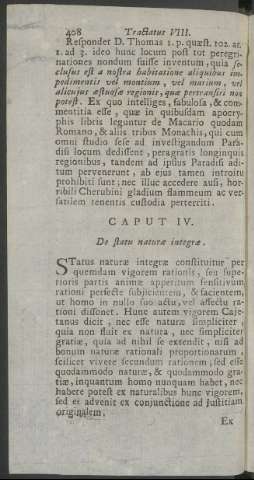 408 Tractatus VIII.
Responder D. Thomas 1. p. quæst. 102. ar.
1. ad 3. ideo hunc locum post tot peregri-
nationes nondum fuisse inventum, quia se-
clusus est a nostra habitatione aliquibus im-
pedimentis vel montium, vel marium, vel
alicujus æstuosæ regionis, quæ pertransiri non
potest. Ex quo intelliges, fabulosa, & com-
mentitia esse, quæ in quibusdam apocry-
phis libris leguntur de Macario quodam
Romano, & aliis tribus Monachis, qui cum
omni studio sese ad investigandum Para-
disi locum dedissent, peragratis longinquis
regionibus, tandem ad ipsius Paradisi adi-
tum pervenerunt, ab ejus tamen introitu
prohibiti sunt; nec illuc accedere ausi, hor-
ribili Cherubini gladium flammeum ac ver-
satilem tenentis custodia perterriti.
CAPUT IV.
De statu naturæ integræ.
STatus naturæ integræ constituitur per
quemdam vigorem rationis, seu supe-
rioris partis animæ appetitum sensitivum
rationi perfecte subjicientem, & facientem,
ut homo in nullo suo actu, vel affectu ra-
tioni dissonet. Hunc autem vigorem Caje-
tanus dicit, nec esse naturæ simpliciter,
quia non fluit ex natura, nec simpliciter
gratiæ, quia ad nihil se extendit, nisi ad
bonum naturæ rationali proportionatum,
scilicet vivere secundum rationem, sed esse
quodammodo naturæ, & quodammodo gra-
tiæ, inquantum homo nunquam habet, nec
habere potest ex naturalibus hunc vigorem,
sed ei advenit ex conjunctione ad justitiam
originalem.
Ex